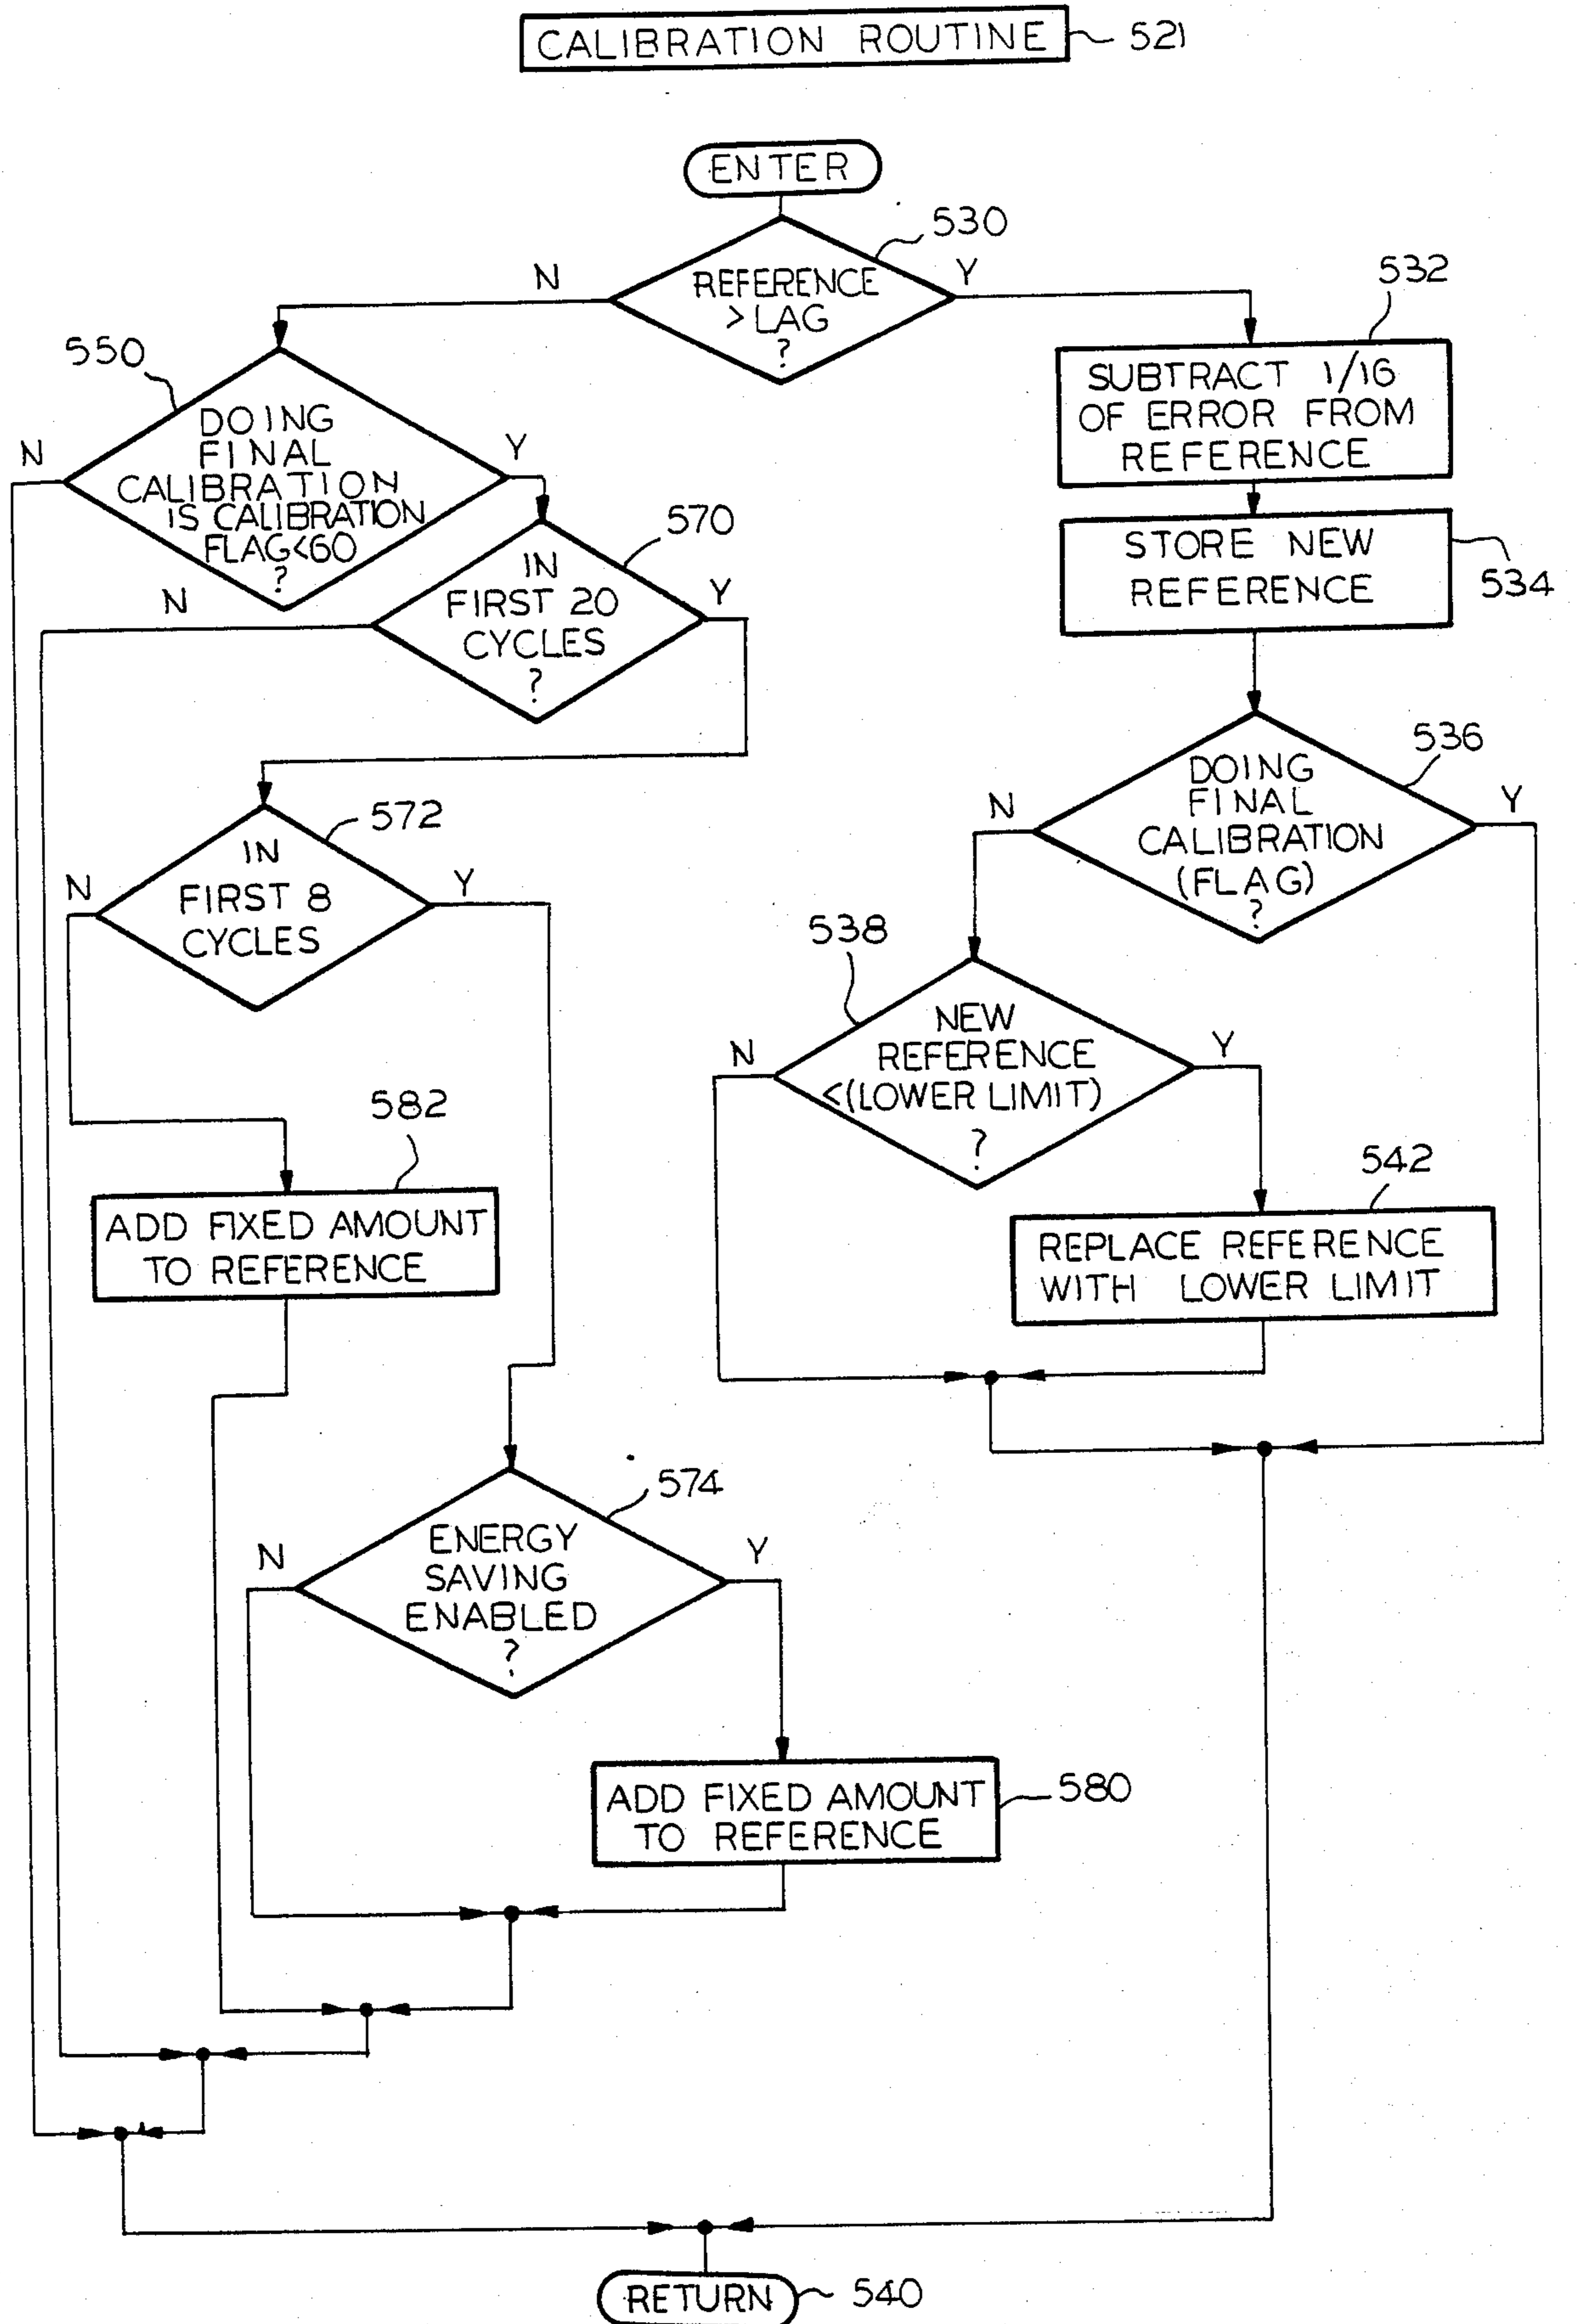 CALIBRATION ROUTINE
521
ENTER
530
N
Y
REFERENCE
> LAG
?
532
SUBTRACT 1/16
OF ERROR FROM
REFERENCE
550
N
Y
DOING
FINAL
CALIBRATION
IS CALIBRATION
FLAG<60
?
534
STORE NEW
REFERENCE
570
N
Y
IN
FIRST 20
CYCLES
?
536
N
Y
DOING
FINAL
CALIBRATION
(FLAG)
?
572
N
Y
IN
FIRST 8
CYCLES
538
N
Y
NEW
REFERENCE
<(LOWER LIMIT)
?
582
ADD FIXED AMOUNT
TO REFERENCE
542
REPLACE REFERENCE
WITH LOWER LIMIT
574
N
Y
ENERGY
SAVING
ENABLED
?
580
ADD FIXED AMOUNT
TO REFERENCE
RETURN
540